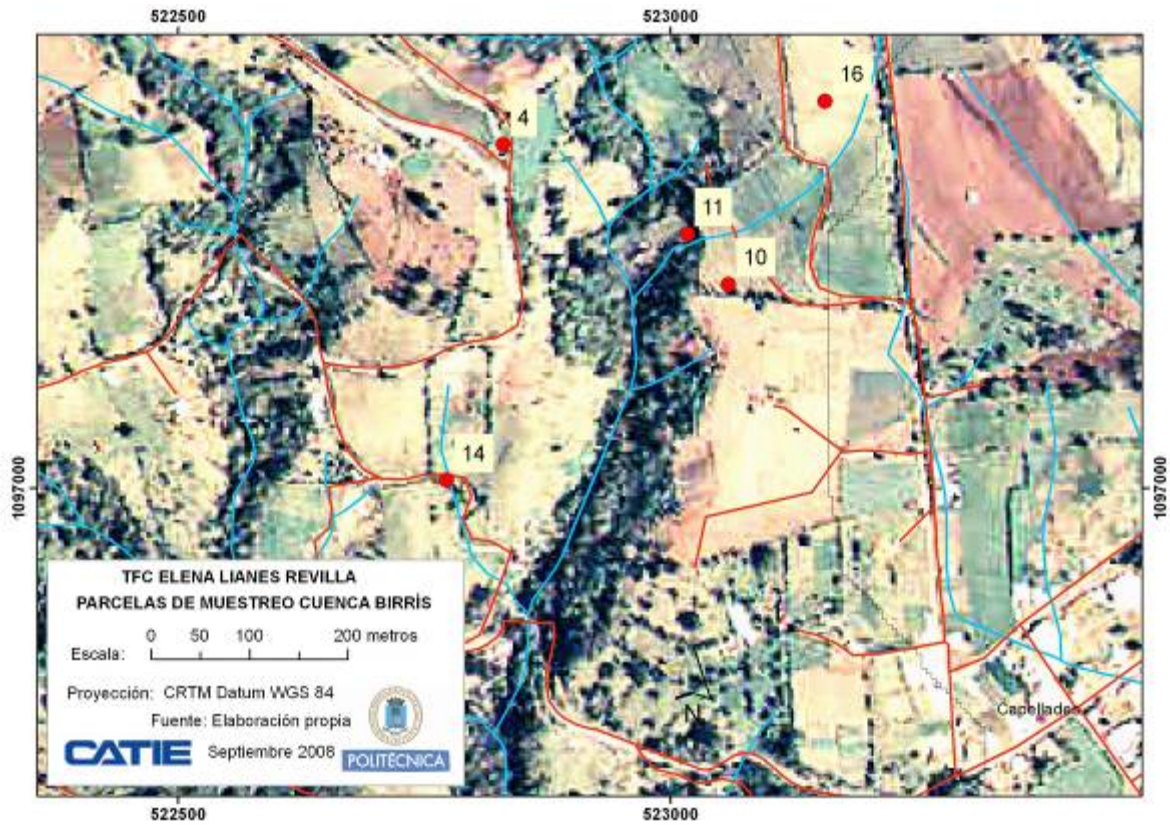 522500 523000
16
4
11
10
14
1097000 1097000
TFC ELENA LIANES REVILLA
PARCELAS DE MUESTREO CUENCA BIRRÍS
0 50 100 200 metros
Escala:
Proyección: CRTM Datum WGS 84
Fuente: Elaboración propia
CATIE Septiembre 2008 POLITÉCNICA
N
Capellades
522500 523000